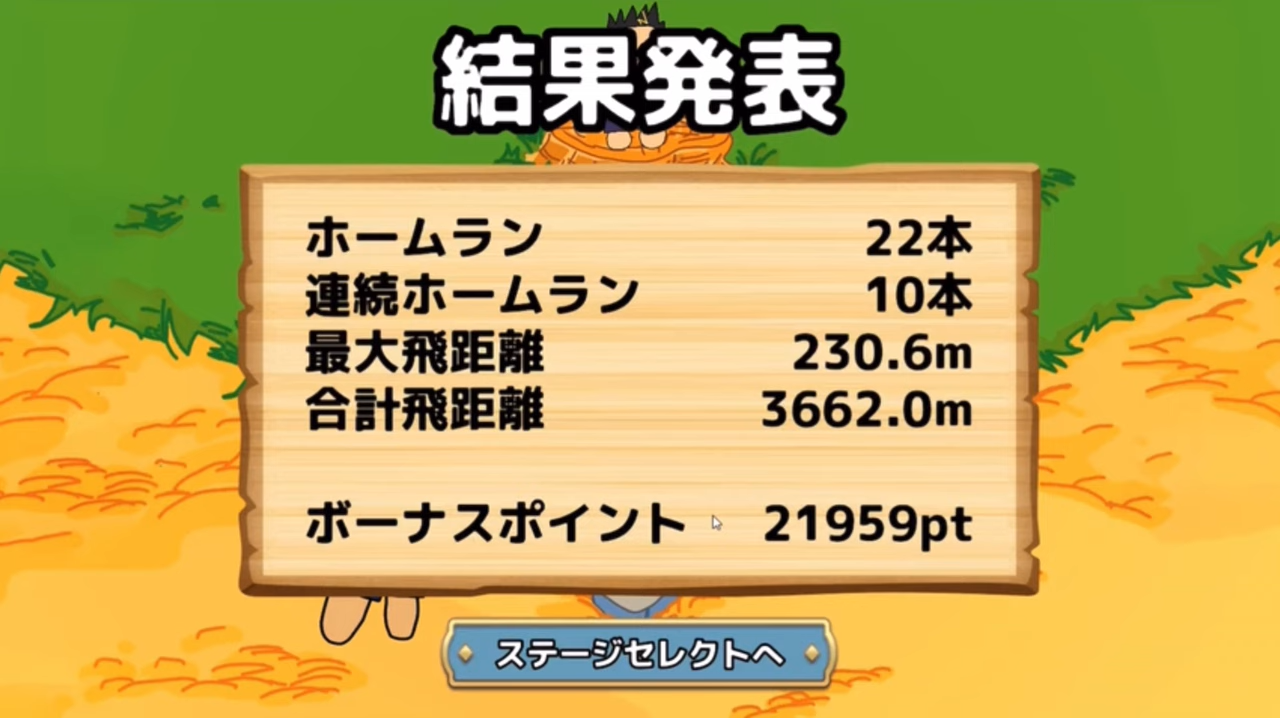 結果発表
ホームラン 22本
連続ホームラン 10本
最大飛距離 230.6m
合計飛距離 3662.0m
ボーナスポイント 21959pt
ステージセレクトへ